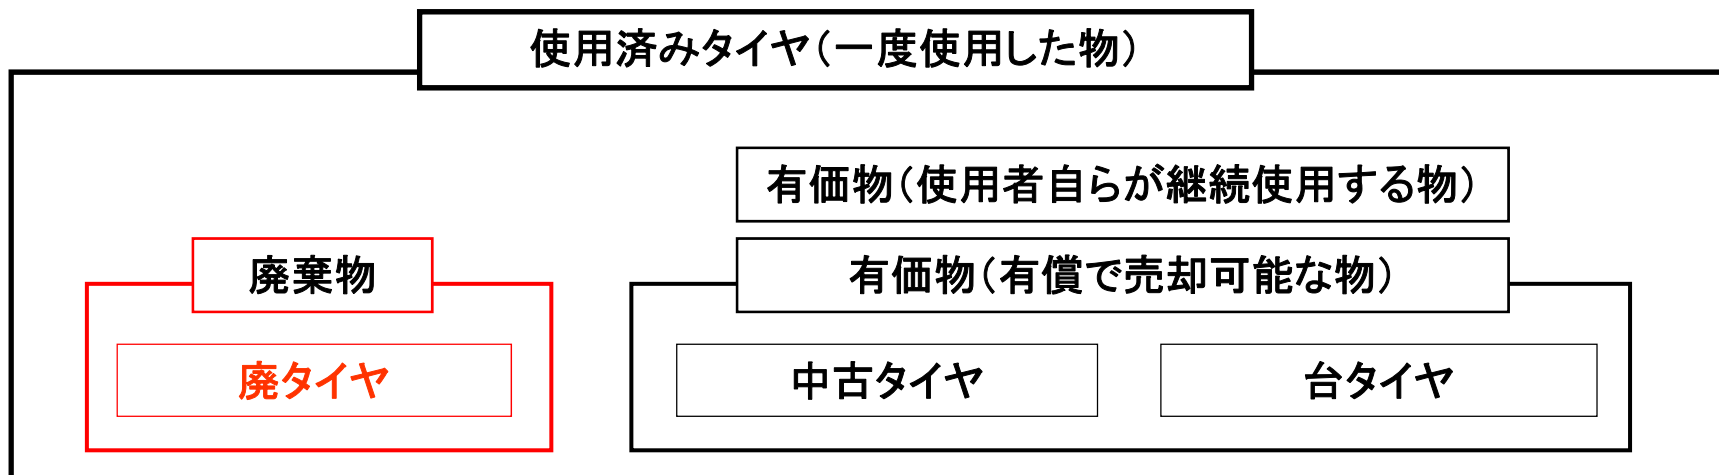 使用済みタイヤ（一度使用した物）
有価物（使用者自らが継続使用する物）
廃棄物
有価物（有償で売却可能な物）
廃タイヤ
中古タイヤ
台タイヤ